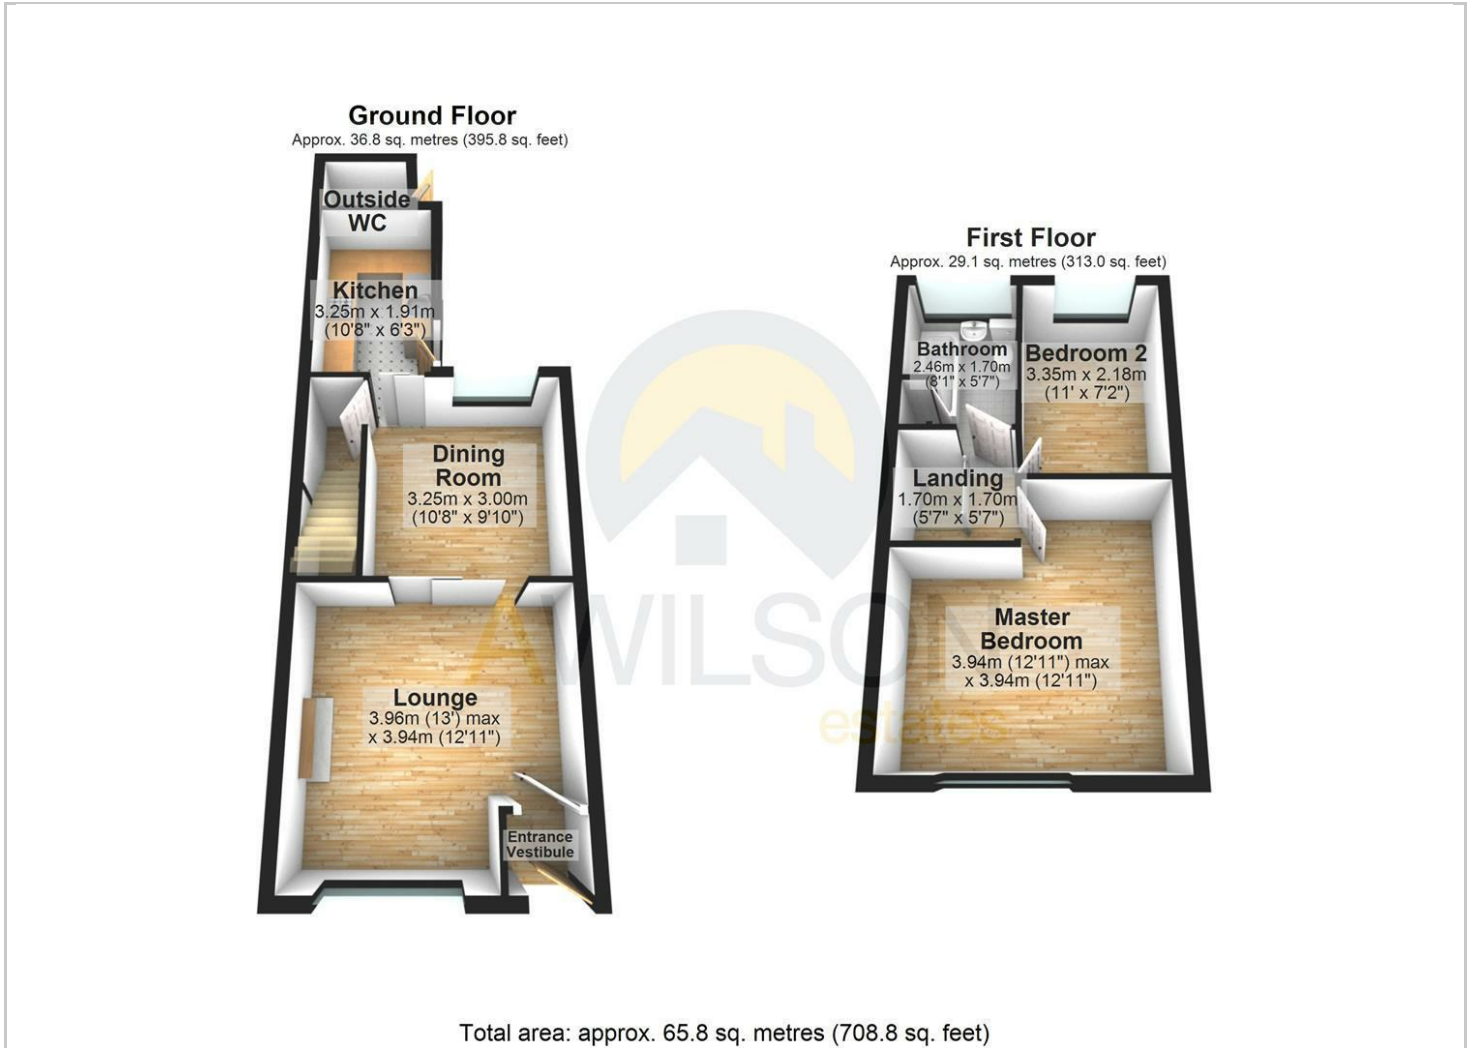 Ground Floor
Approx. 36.8 sq. metres (395.8 sq. feet)
Outside
WC
Kitchen
3.25m x 1.91m
(10'8" x 6'3")
Dining
Room
3.25m x 3.00m
(10'8" x 9'10")
Lounge
3.96m (13') max
x 3.94m (12'11")
Entrance
Vestibule
First Floor
Approx. 29.1 sq. metres (313.0 sq. feet)
Bathroom
2.46m x 1.70m
(8'1" x 5'7")
Bedroom 2
3.35m x 2.18m
(11' x 7'2")
Landing
1.70m x 1.70m
(5'7" x 5'7")
Master
Bedroom
3.94m (12'11") max
x 3.94m (12'11")
AWILSON
estates
Total area: approx. 65.8 sq. metres (708.8 sq. feet)